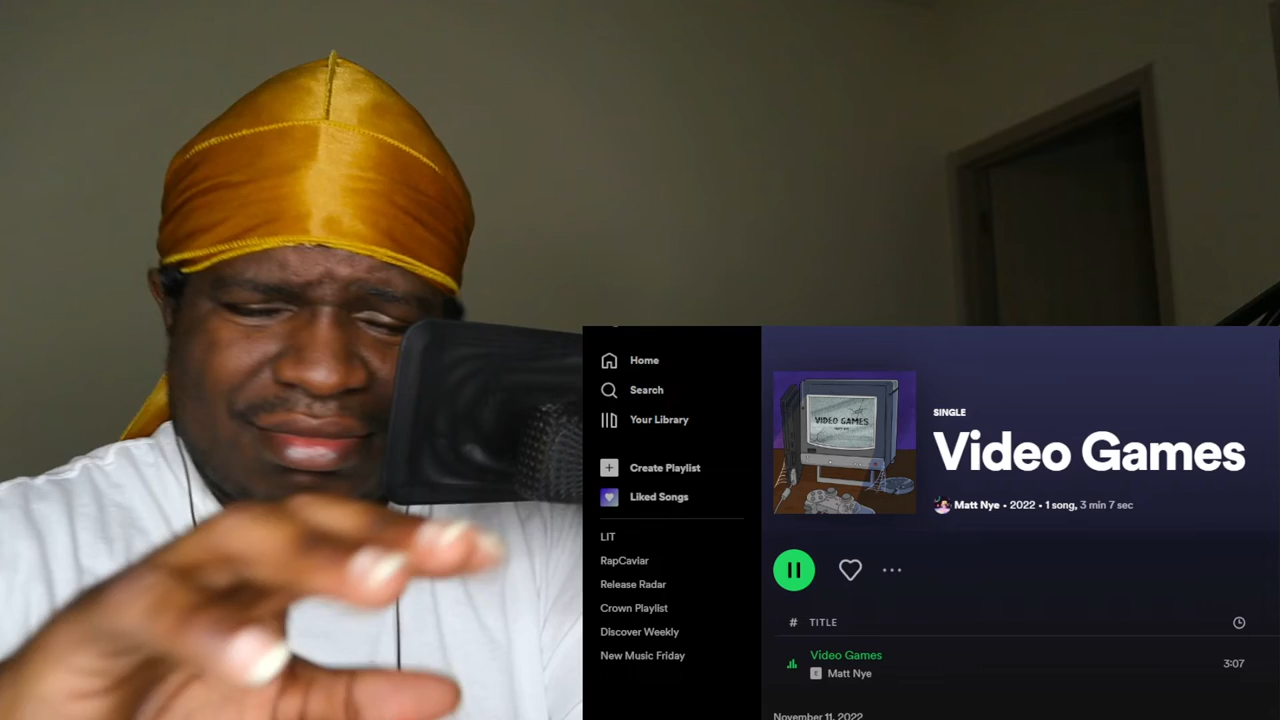 Home
Search
Your Library
Create Playlist
Liked Songs
LIT
RapCaviar
Release Radar
Crown Playlist
Discover Weekly
New Music Friday
VIDEO GAMES
SINGLE
Video Games
Matt Nye • 2022 • 1 song, 3 min 7 sec
# TITLE
Video Games 3:07
E Matt Nye
November 11, 2022